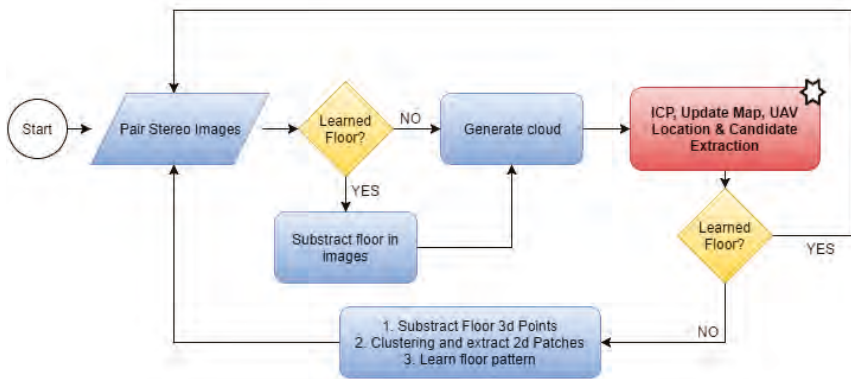 Start
Pair Stereo Images
Learned
Floor?
NO
YES
Substract floor in
images
Generate cloud
ICP, Update Map, UAV
Location & Candidate
Extraction
Learned
Floor?
YES
NO
1. Substract Floor 3d Points
2. Clustering and extract 2d Patches
3. Learn floor pattern